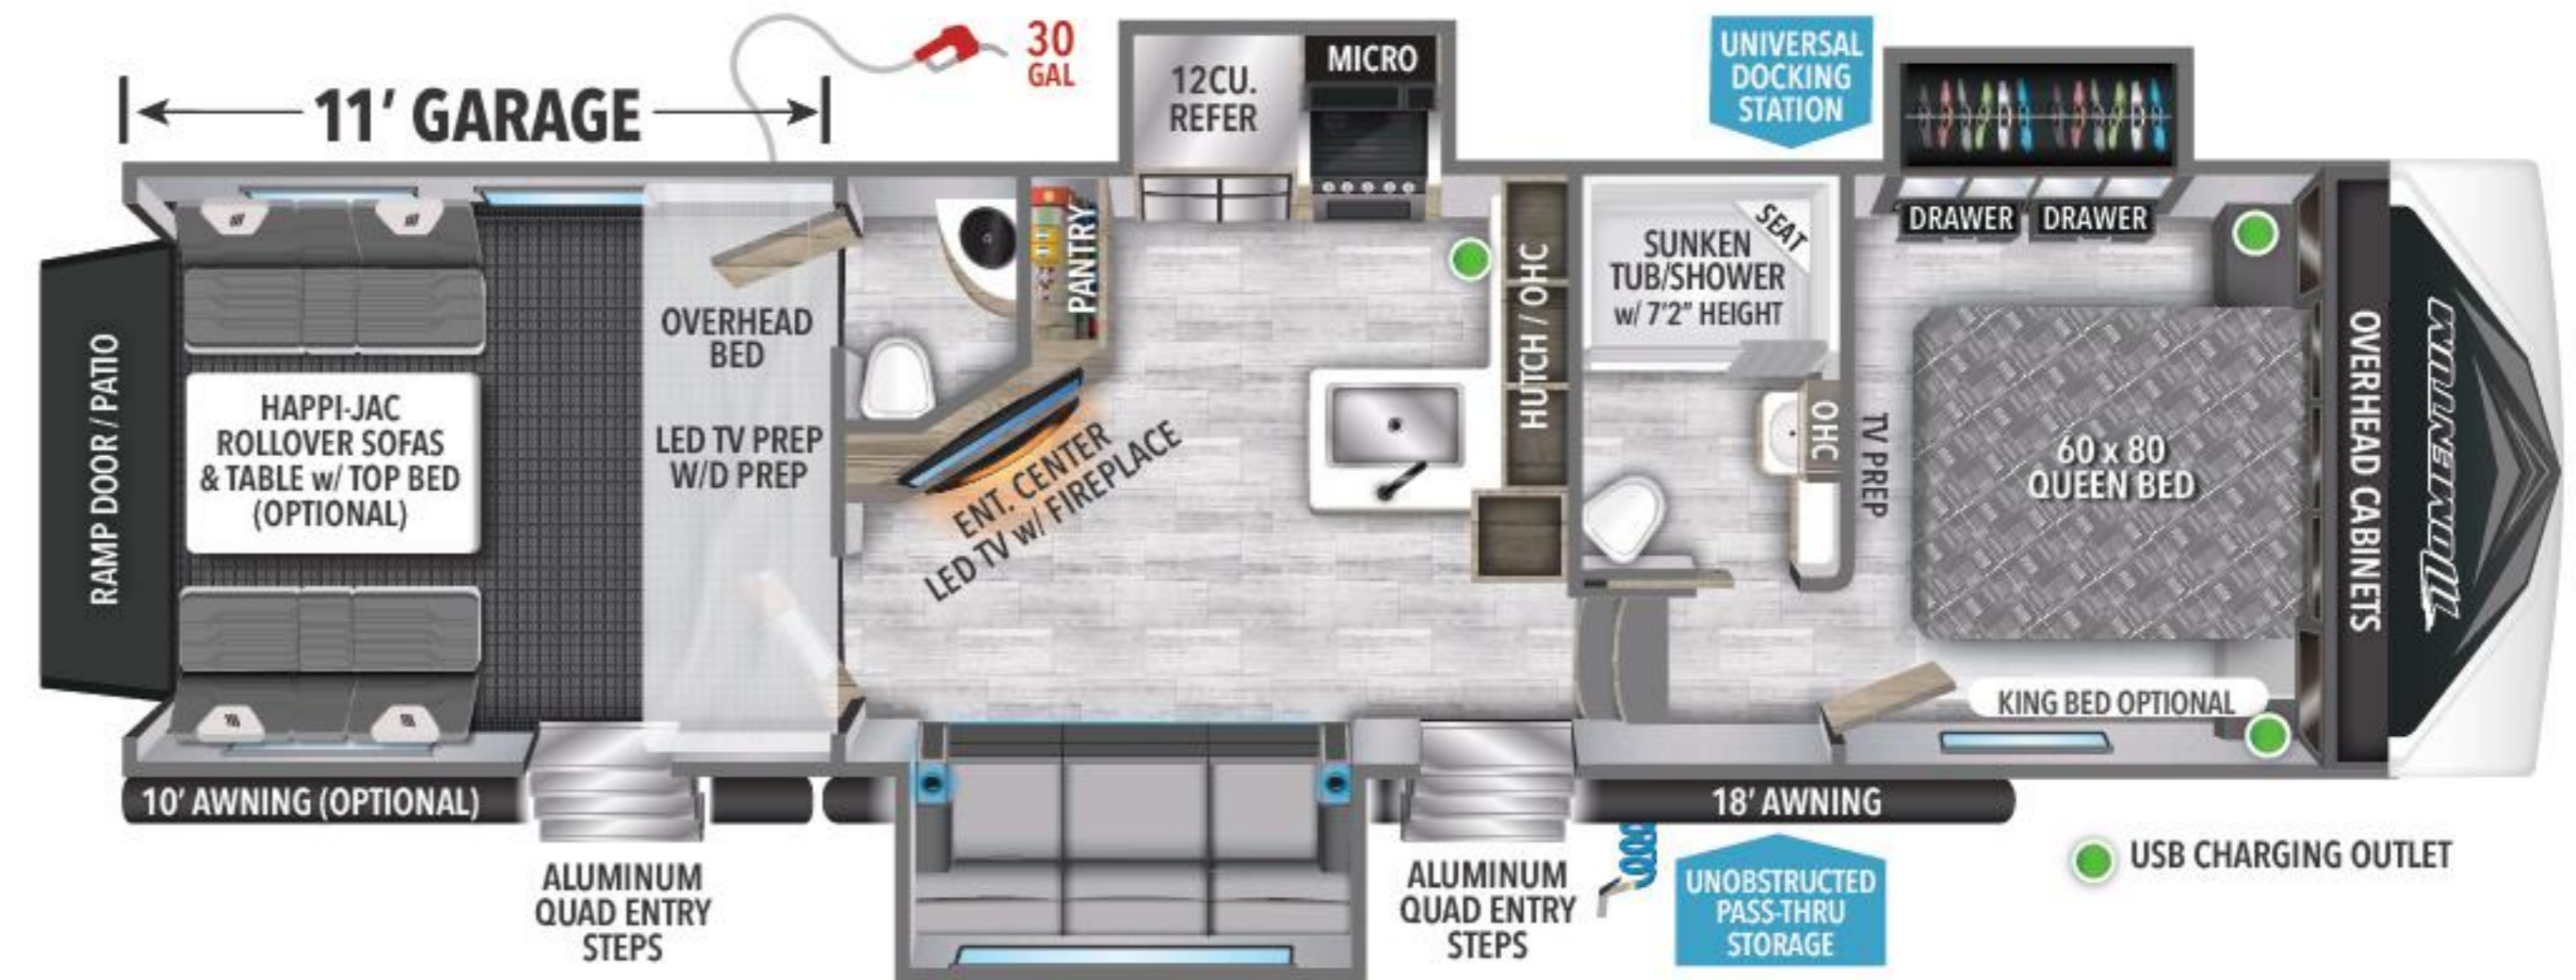 11' GARAGE
30
GAL
12CU.
REFER
MICRO
UNIVERSAL
DOCKING
STATION
DRAWER
DRAWER
PANTRY
HUTCH / OHC
SEAT
SUNKEN
TUB/SHOWER
w/ 7'2" HEIGHT
OVERHEAD
BED
LED TV PREP
W/D PREP
RAMP DOOR / PATIO
HAPPI-JAC
ROLLOVER SOFAS
& TABLE w/ TOP BED
(OPTIONAL)
ENT. CENTER
LED TV w/ FIREPLACE
OHC
TV PREP
60 x 80
QUEEN BED
OVERHEAD CABINETS
MOMENTUM
KING BED OPTIONAL
10' AWNING (OPTIONAL)
18' AWNING
ALUMINUM
QUAD ENTRY
STEPS
ALUMINUM
QUAD ENTRY
STEPS
UNOBSTRUCTED
PASS-THRU
STORAGE
USB CHARGING OUTLET